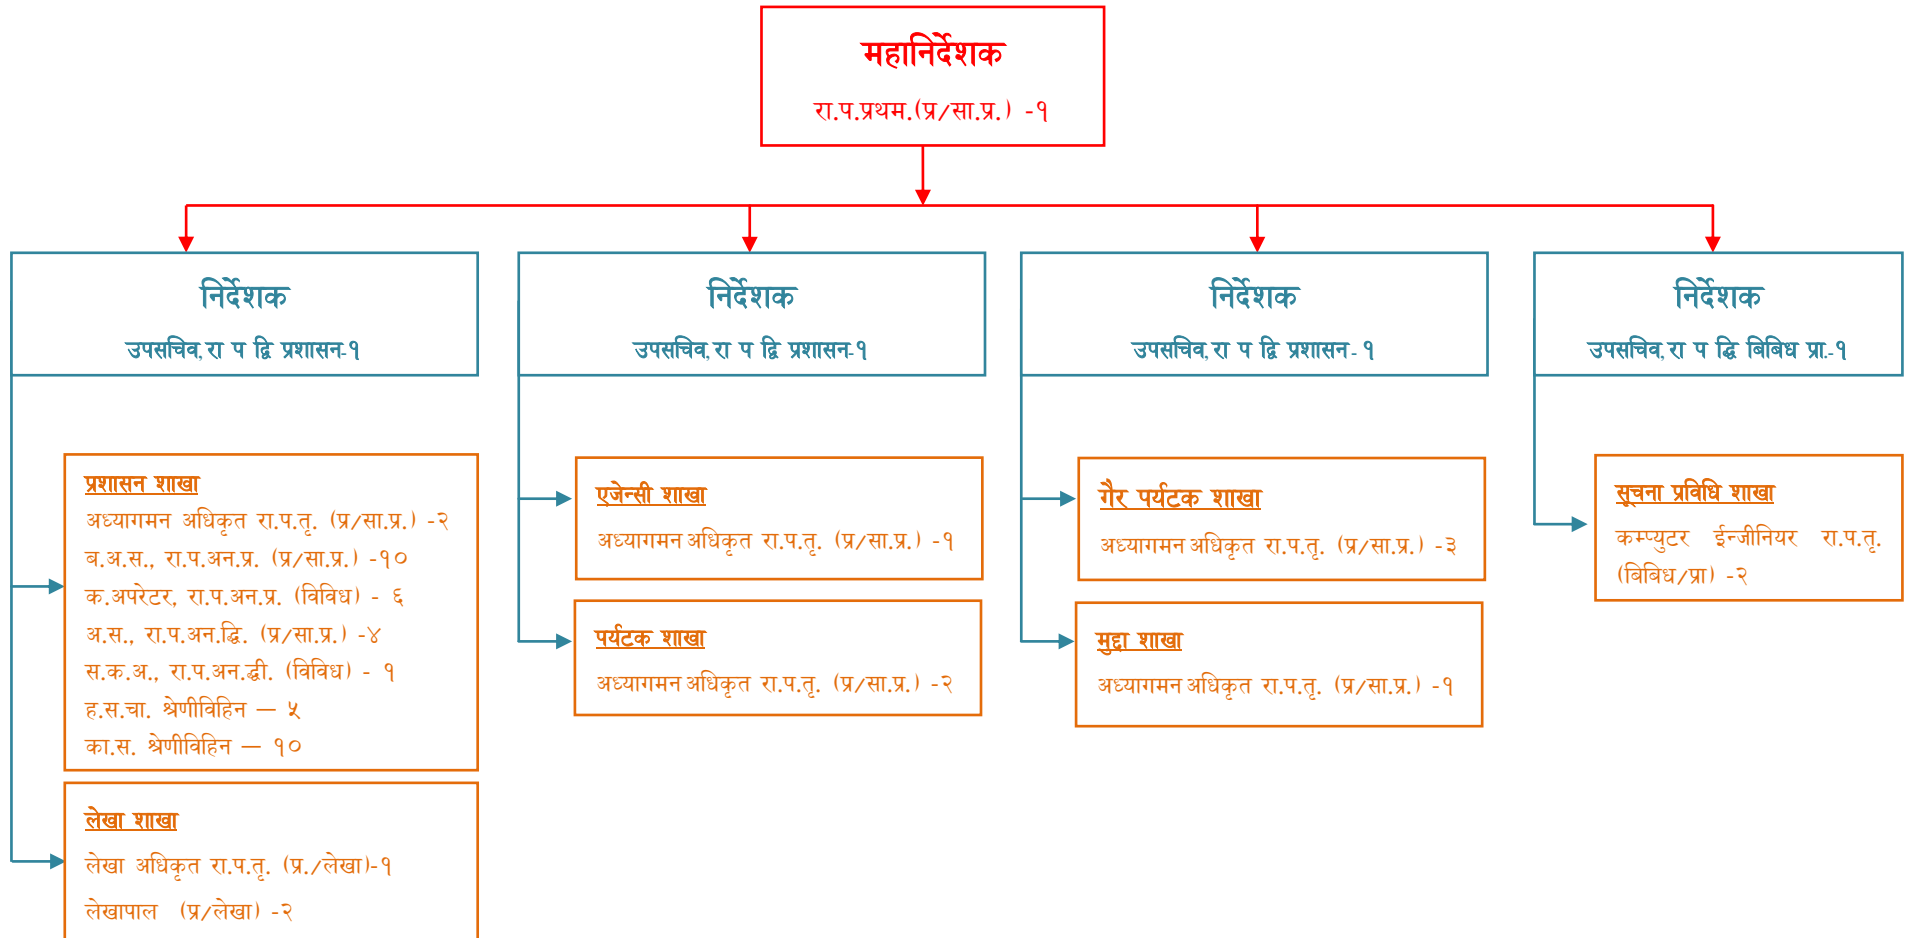 महानिर्देशक
रा.प.प्रथम.(प्र/सा.प्र.) -१
निर्देशक
उपसचिव,रा प द्वि प्रशासन-१
प्रशासन शाखा
अध्यागमन अधिकृत रा.प.तृ. (प्र/सा.प्र.) -२
ब.अ.स., रा.प.अन.प्र. (प्र/सा.प्र.) -१०
क.अपरेटर, रा.प.अन.प्र. (विविध) - ६
अ.स., रा.प.अन.द्धि. (प्र/सा.प्र.) -४
स.क.अ., रा.प.अन.द्धी. (विविध) - १
ह.स.चा. श्रेणीविहिन — ५
का.स. श्रेणीविहिन — १०
लेखा शाखा
लेखा अधिकृत रा.प.तृ. (प्र./लेखा)-१
लेखापाल (प्र/लेखा) -२
निर्देशक
उपसचिव,रा प द्वि प्रशासन-१
एजेन्सी शाखा
अध्यागमन अधिकृत रा.प.तृ. (प्र/सा.प्र.) -१
पर्यटक शाखा
अध्यागमन अधिकृत रा.प.तृ. (प्र/सा.प्र.) -२
निर्देशक
उपसचिव,रा प द्वि प्रशासन- १
गैर पर्यटक शाखा
अध्यागमन अधिकृत रा.प.तृ. (प्र/सा.प्र.) -३
मुद्दा शाखा
अध्यागमन अधिकृत रा.प.तृ. (प्र/सा.प्र.) -१
निर्देशक
उपसचिव,रा प द्धि बिबिध प्रा.-१
सूचना प्रविधि शाखा
कम्प्युटर ईन्जीनियर रा.प.तृ.
(बिबिध/प्रा) -२